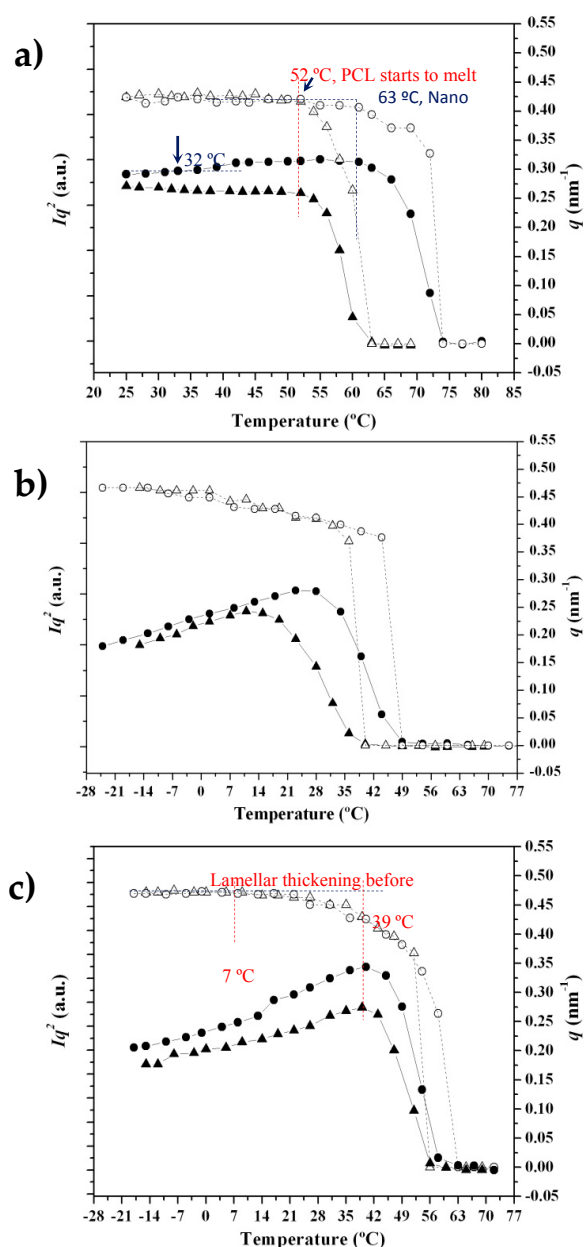 a)
52 ºC, PCL starts to melt
63 ºC, Nano
32 ºC
Iq² (a.u.)
q (nm⁻¹)
0.55
0.50
0.45
0.40
0.35
0.30
0.25
0.20
0.15
0.10
0.05
0.00
-0.05
20 25 30 35 40 45 50 55 60 65 70 75 80 85
Temperature (ºC)
b)
Iq² (a.u.)
q (nm⁻¹)
0.55
0.50
0.45
0.40
0.35
0.30
0.25
0.20
0.15
0.10
0.05
0.00
-0.05
-28 -21 -14 -7 0 7 14 21 28 35 42 49 56 63 70 77
Temperature (ºC)
c)
Lamellar thickening before
39 ºC
7 ºC
Iq² (a.u.)
q (nm⁻¹)
0.55
0.50
0.45
0.40
0.35
0.30
0.25
0.20
0.15
0.10
0.05
0.00
-0.05
-28 -21 -14 -7 0 7 14 21 28 35 42 49 56 63 70 77
Temperature (ºC)